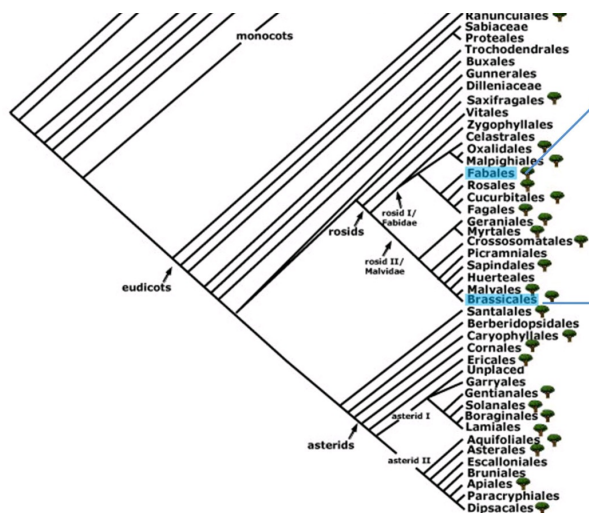 Ranunculales
Sabiaceae
Proteales
monocots
Trochodendrales
Buxales
Gunnerales
Dilleniaceae
Saxifragales
Vitales
Zygophyllales
Celastrales
Oxalidales
Malpighiales
Fabales
Rosales
Cucurbitales
Fagales
rosid I/
Fabidae
Geraniales
Myrtales
rosids
Crossosomatales
Picramniales
rosid II/
Malvidae
Sapindales
Huerteales
Malvales
eudicots
Brassicales
Santalales
Berberidopsidales
Caryophyllales
Cornales
Ericales
Unplaced
Garryales
Gentianales
Solanales
asterid I
Boraginales
Lamiales
asterids
Aquifoliales
Asterales
asterid II
Escalloniales
Bruniales
Apiales
Paracryphiales
Dipsacales